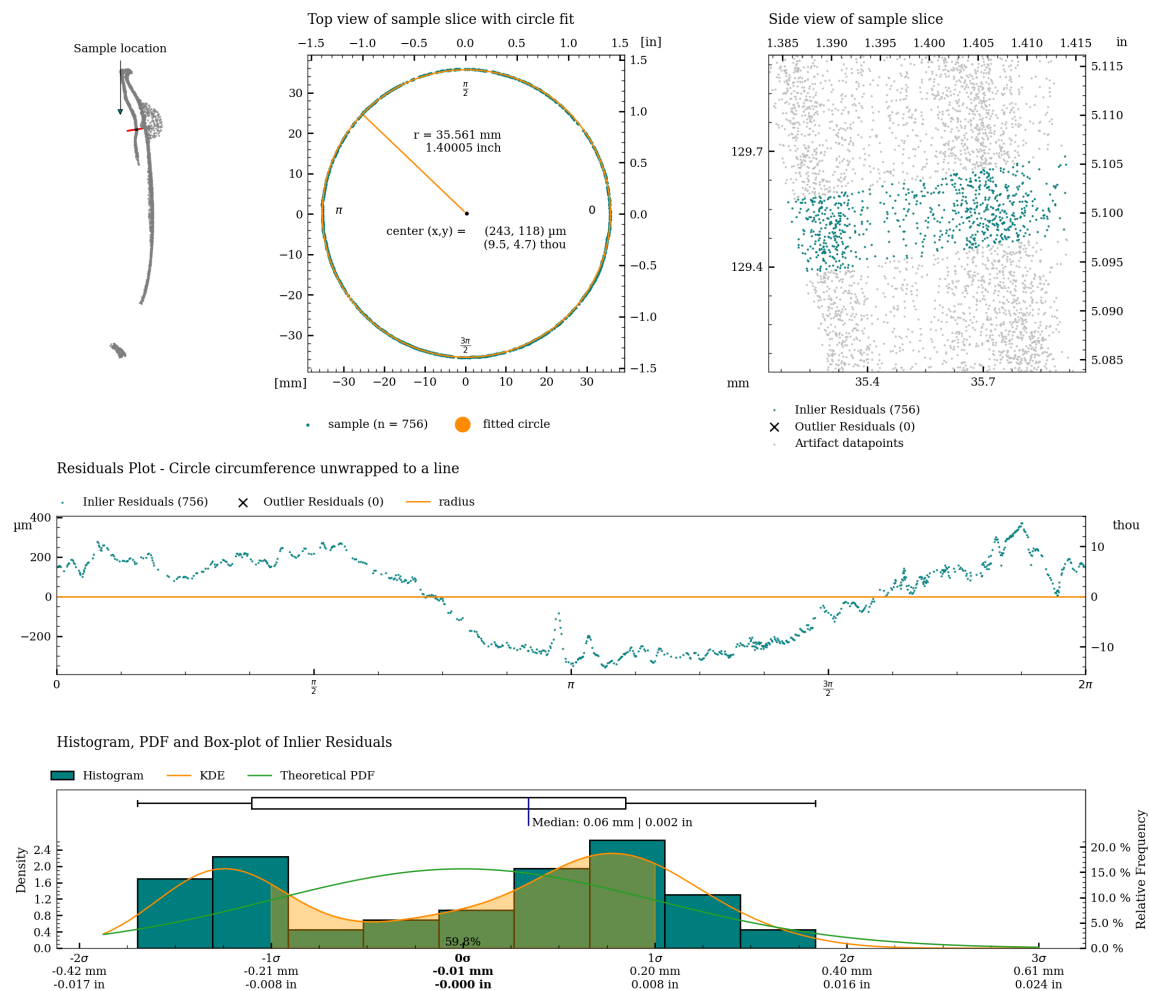 Top view of sample slice with circle fit
Side view of sample slice
Sample location
−1.5 −1.0 −0.5 0.0 0.5 1.0 1.5 [in]
1.385 1.390 1.395 1.400 1.405 1.410 1.415 in
30
20
10
0
−10
−20
−30
π/2
r = 35.561 mm
1.40005 inch
π
0
center (x,y) = (243, 118) µm
(9.5, 4.7) thou
3π/2
1.5
1.0
0.5
0.0
−0.5
−1.0
−1.5
[mm] −30 −20 −10 0 10 20 30
129.7
129.4
5.115
5.110
5.105
5.100
5.095
5.090
5.085
mm 35.4 35.7
sample (n = 756) fitted circle
Inlier Residuals (756)
Outlier Residuals (0)
Artifact datapoints
Residuals Plot - Circle circumference unwrapped to a line
Inlier Residuals (756) Outlier Residuals (0) radius
µm
400
200
0
−200
thou
10
0
−10
0 π/2 π 3π/2 2π
Histogram, PDF and Box-plot of Inlier Residuals
Histogram KDE Theoretical PDF
Median: 0.06 mm | 0.002 in
Density
2.4
2.0
1.6
1.2
0.8
0.4
0.0
59.8%
Relative Frequency
20.0 %
15.0 %
10.0 %
5.0 %
0.0 %
-2σ -1σ 0σ 1σ 2σ 3σ
-0.42 mm -0.21 mm -0.01 mm 0.20 mm 0.40 mm 0.61 mm
-0.017 in -0.008 in -0.000 in 0.008 in 0.016 in 0.024 in